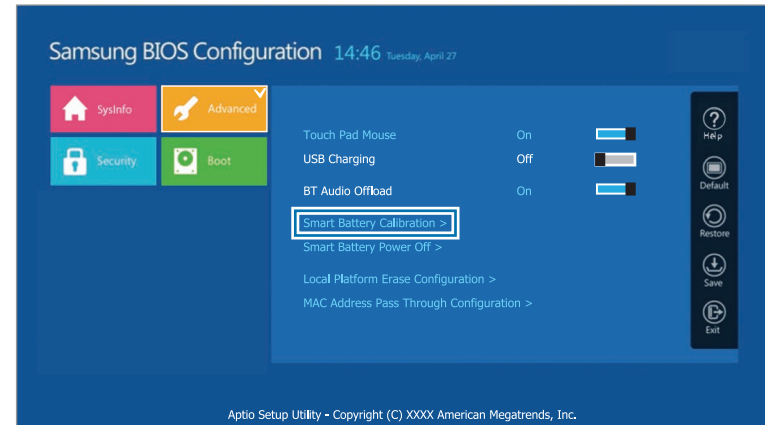 Samsung BIOS Configuration 14:46 Tuesday, April 27
SysInfo
Advanced
Security
Boot
Touch Pad Mouse On
USB Charging Off
BT Audio Offload On
Smart Battery Calibration >
Smart Battery Power Off >
Local Platform Erase Configuration >
MAC Address Pass Through Configuration >
Help
Default
Restore
Save
Exit
Aptio Setup Utility - Copyright (C) XXXX American Megatrends, Inc.